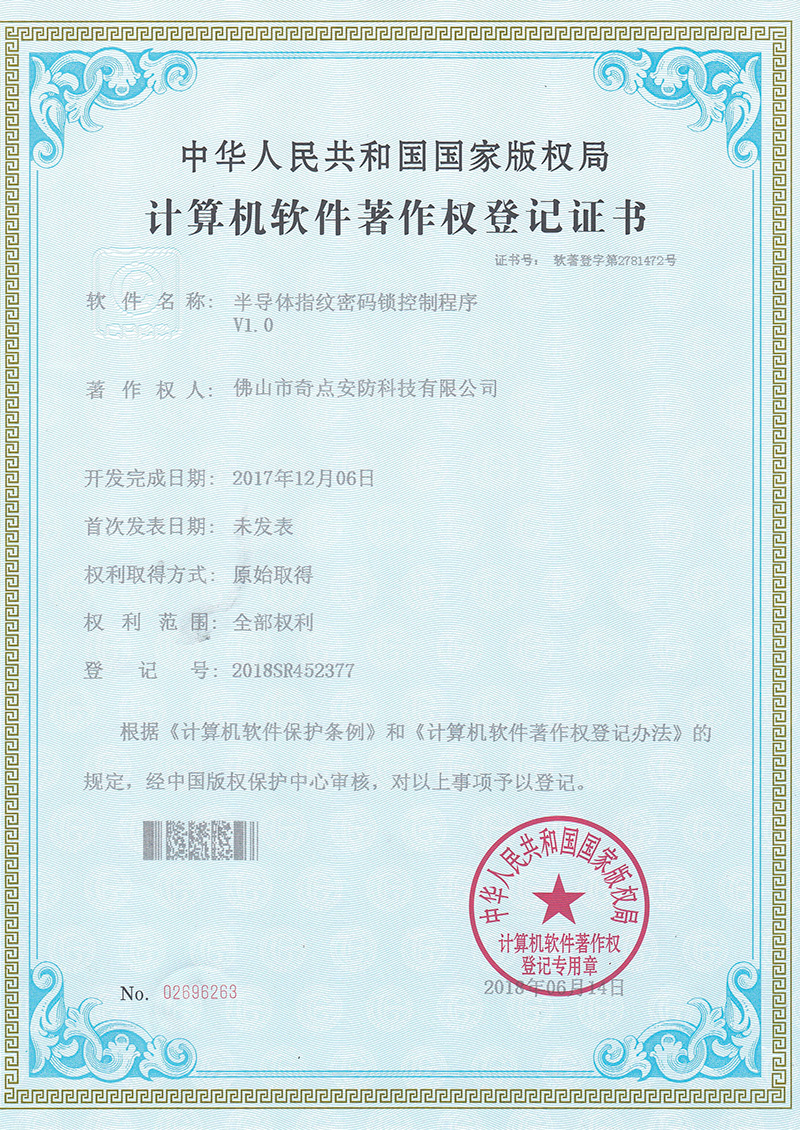 中华人民共和国国家版权局
计算机软件著作权登记证书
证书号： 软著登字第2781472号
软件名称： 半导体指纹密码锁控制程序
V1.0
著作权人： 佛山市奇点安防科技有限公司
开发完成日期： 2017年12月06日
首次发表日期： 未发表
权利取得方式： 原始取得
权利范围： 全部权利
登记号： 2018SR452377
根据《计算机软件保护条例》和《计算机软件著作权登记办法》的
规定，经中国版权保护中心审核，对以上事项予以登记。
中华人民共和国国家版权局
计算机软件著作权
登记专用章
2018年06月14日
No. 02696263